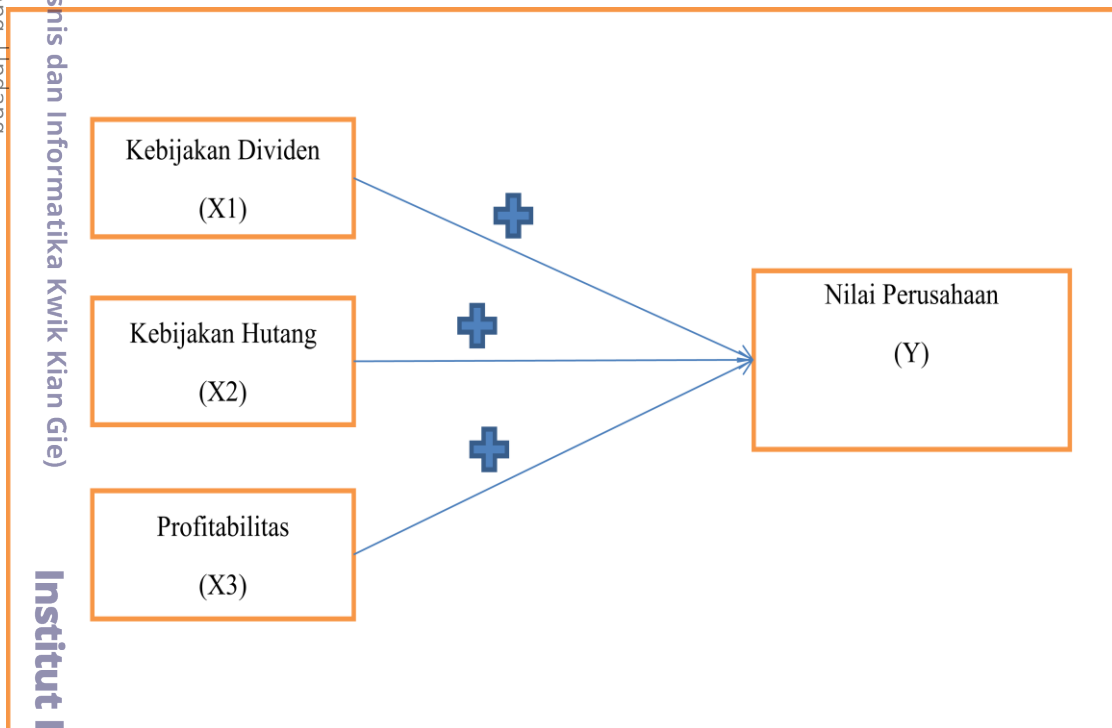 snis dan Informatika Kwik Kian Gie)
Institut
Kebijakan Dividen
(X1)
Kebijakan Hutang
(X2)
Profitabilitas
(X3)
Nilai Perusahaan
(Y)